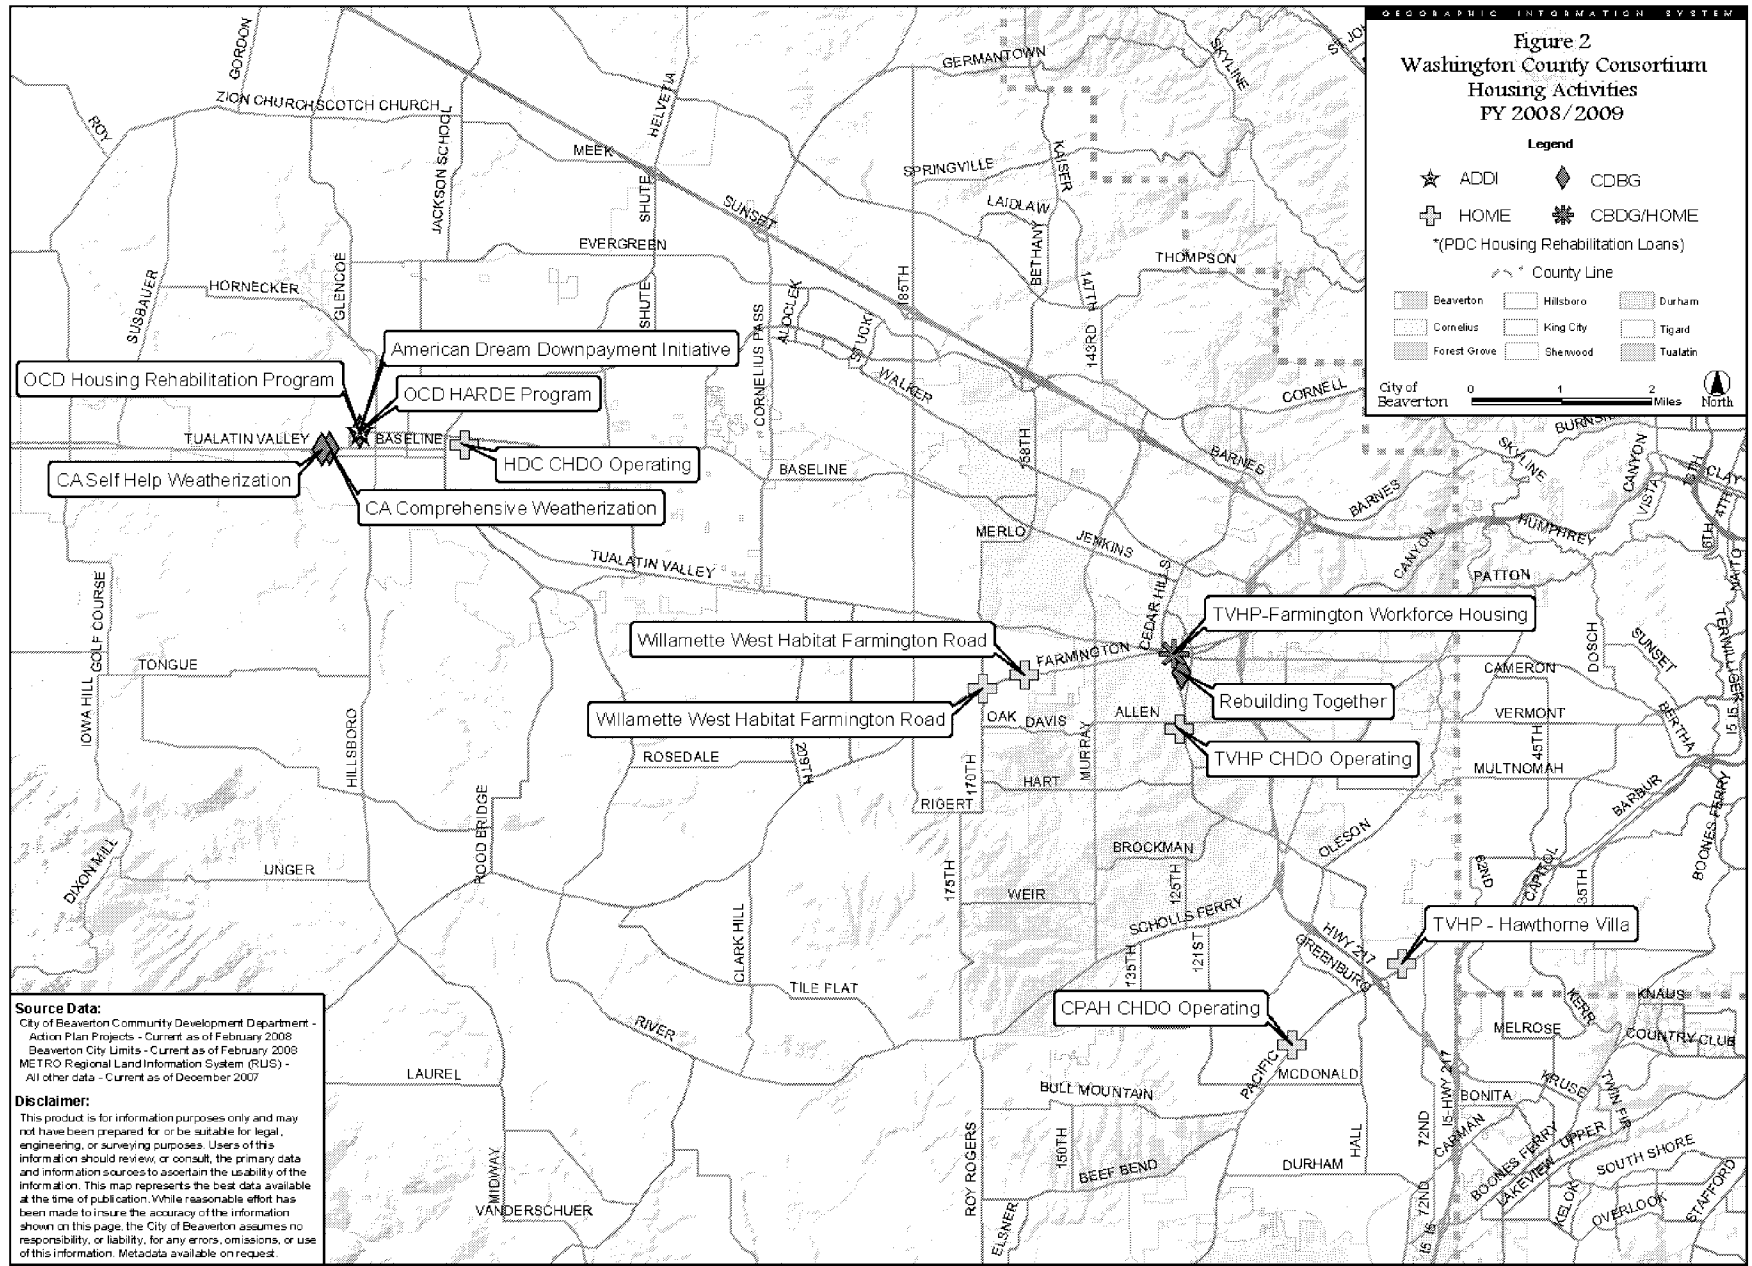 GEOGRAPHIC INFORMATION SYSTEM
Figure 2
Washington County Consortium
Housing Activities
PY 2008/2009
Legend
ADDI
CDBG
HOME
CBDG/HOME
*(PDC Housing Rehabilitation Loans)
County Line
Beaverton
Hillsboro
Durham
Cornelius
King City
Tigard
Forest Grove
Sherwood
Tualatin
City of
Beaverton
0 1 2
Miles
North
GORDON
ZION CHURCH
SCOTCH CHURCH
ROY
JACKSON SCHOOL
HELVETIA
MEEK
SHUTE
SUNSET
GERMANTOWN
SKYLINE
KAISER
SPRINGVILLE
LAIDLAW
BETHANY
THOMPSON
147TH
143RD
185TH
EVERGREEN
HORNECKER
GLENCOE
SUSBAUER
SHUTE
CORNELIUS PASS
ALOCLEK
STUCKI
WALKER
CORNELL
American Dream Downpayment Initiative
OCD Housing Rehabilitation Program
OCD HARDE Program
TUALATIN VALLEY
BASELINE
HDC CHDO Operating
CA Self Help Weatherization
CA Comprehensive Weatherization
BASELINE
158TH
BARNES
BARNES
SKYLINE
CANYON
VISTA
CLAY
4TH
6TH
HUMPHREY
CANYON
PATTON
MERLO
JENKINS
TUALATIN VALLEY
CEDAR HILLS
GOLF COURSE
TONGUE
IOWA HILL
HILLSBORO
TVHP-Farmington Workforce Housing
Willamette West Habitat Farmington Road
FARMINGTON
Willamette West Habitat Farmington Road
Rebuilding Together
TVHP CHDO Operating
OAK
DAVIS
ALLEN
MURRAY
CAMERON
DOSCH
SUNSET
TERWILLIGER
VERMONT
BERTHA
45TH
MULTNOMAH
BARBUR
BOONES FERRY
I5
ROSEDALE
209TH
170TH
HART
RIGERT
ROOD BRIDGE
BROCKMAN
OLESON
62ND
CAPITOL
35TH
DIXON MILL
UNGER
175TH
WEIR
125TH
SCHOLLS FERRY
CLARK HILL
135TH
121ST
HWY 217
GREENBURG
TVHP - Hawthorne Villa
CPAH CHDO Operating
TILE FLAT
RIVER
KNAUS
KERR
MELROSE
COUNTRY CLUB
LAUREL
PACIFIC
MCDONALD
BULL MOUNTAIN
I5-HWY 217
BONITA
KRUSE
TWIN FIR
CARMAN
72ND
HALL
150TH
BEEF BEND
DURHAM
BOONES FERRY
UPPER
LAKEVIEW
SOUTH SHORE
ROY ROGERS
MIDWAY
VANDERSCHUER
ELSNER
72ND
I5
KELOK
OVERLOOK
STAFFORD
Source Data:
City of Beaverton Community Development Department -
Action Plan Projects - Current as of February 2008
Beaverton City Limits - Current as of February 2008
METRO Regional Land Information System (RLIS) -
All other data - Current as of December 2007
Disclaimer:
This product is for information purposes only and may
not have been prepared for or be suitable for legal,
engineering, or surveying purposes. Users of this
information should review, or consult, the primary data
and information sources to ascertain the usability of the
information. This map represents the best data available
at the time of publication. While reasonable effort has
been made to insure the accuracy of the information
shown on this page, the City of Beaverton assumes no
responsibility, or liability, for any errors, omissions, or use
of this information. Metadata available on request.